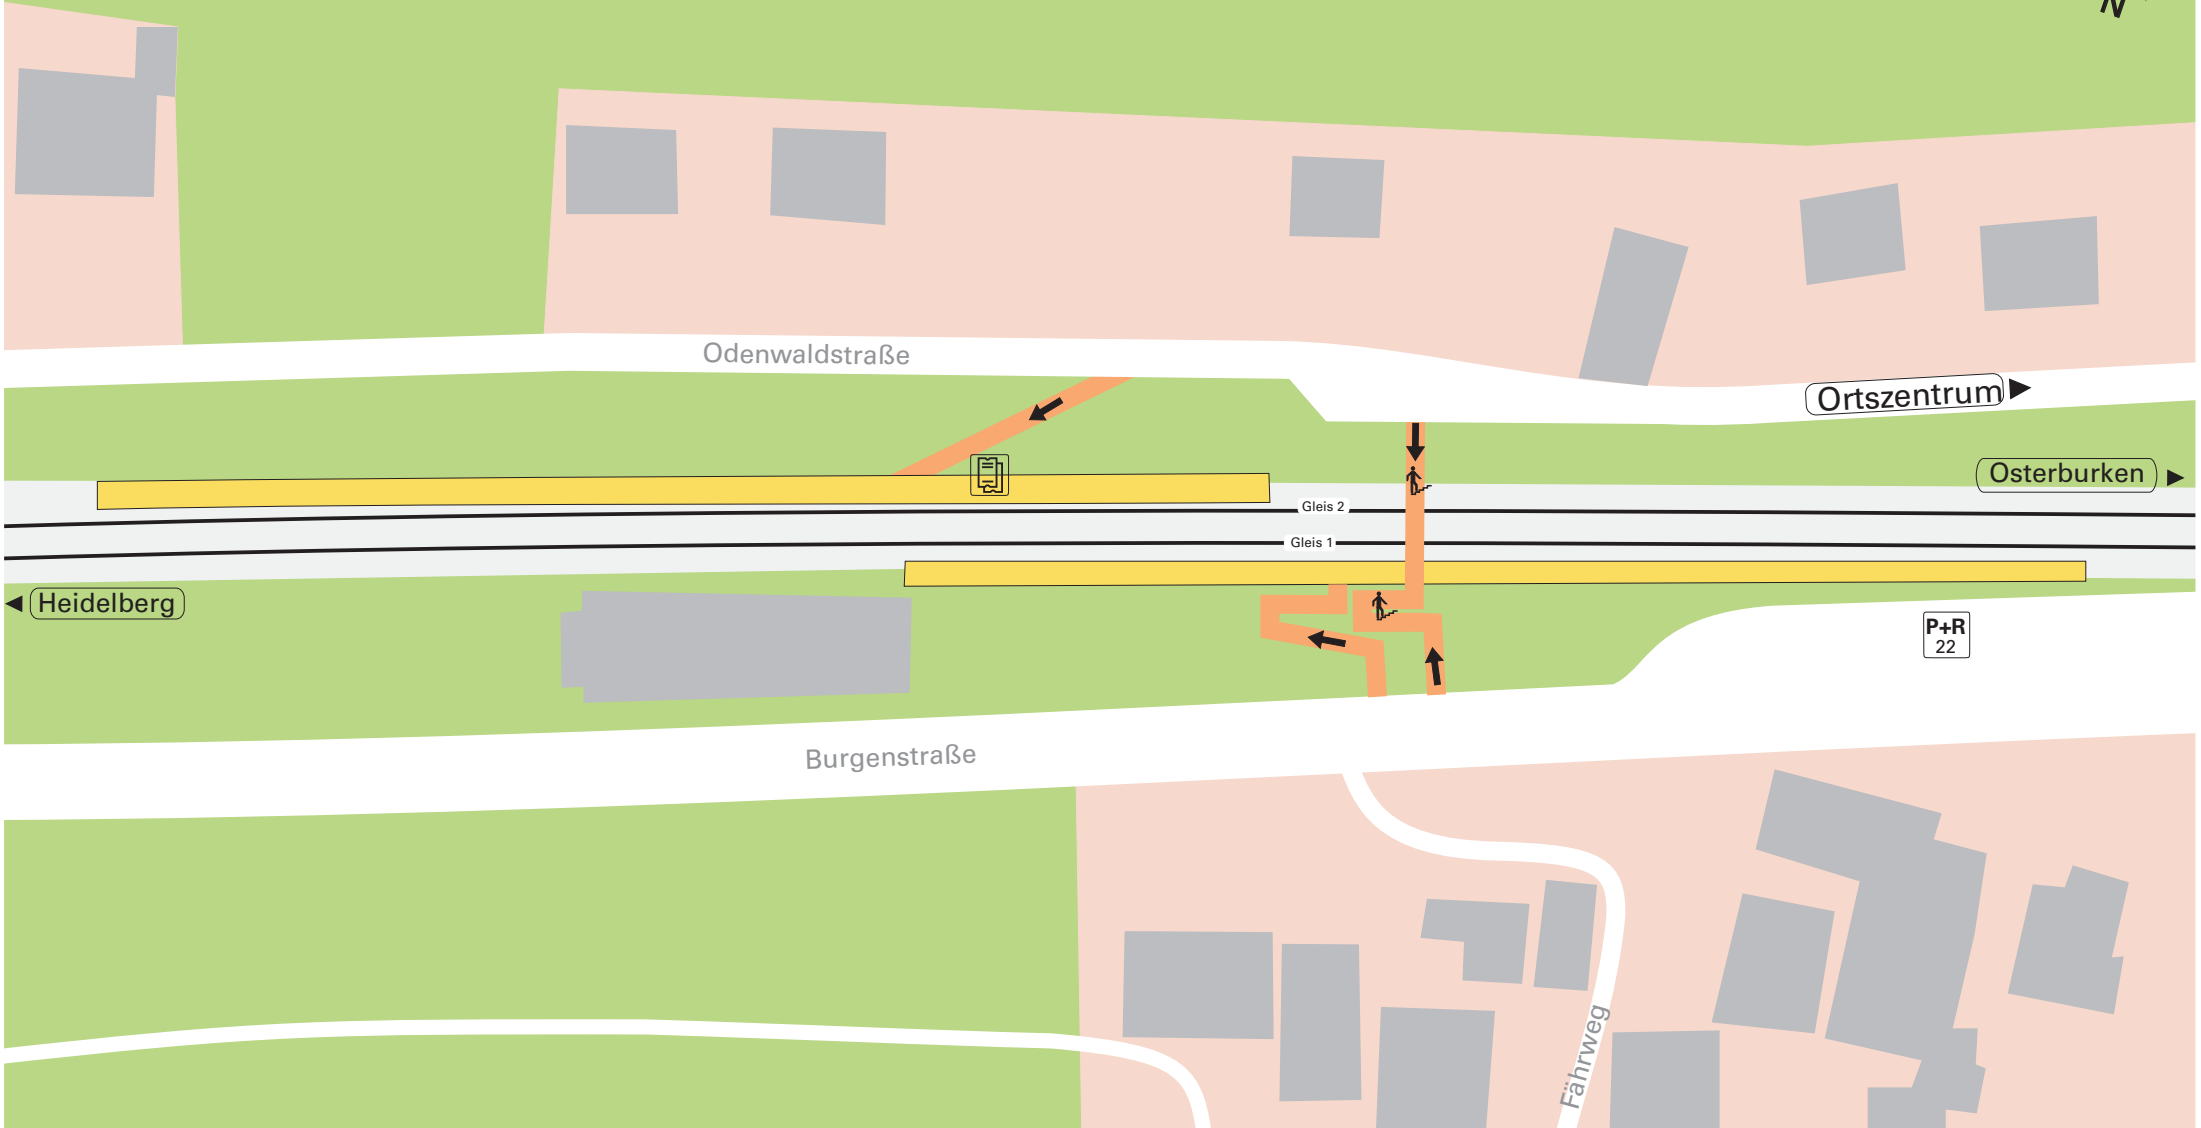 N
Odenwaldstraße
Ortszentrum
Osterburken
Gleis 2
Gleis 1
Heidelberg
P+R
22
Burgenstraße
Fährweg